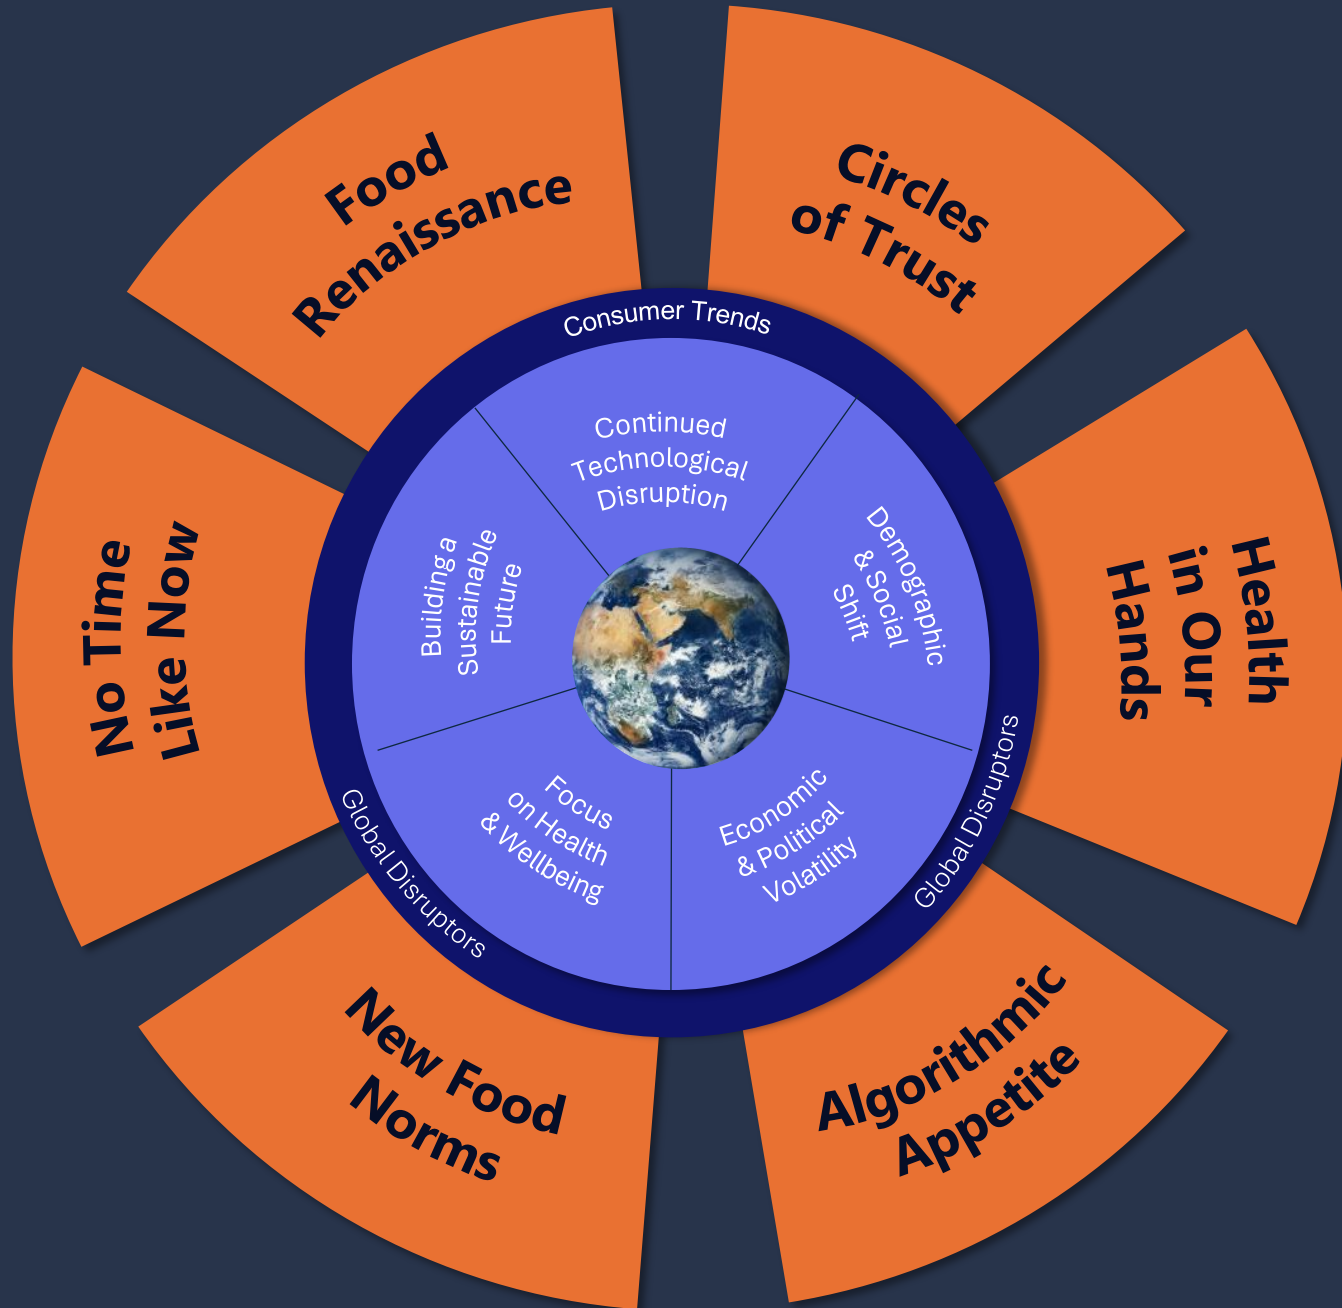 Food
Renaissance
Circles
of Trust
Health
in Our
Hands
Algorithmic
Appetite
New Food
Norms
No Time
Like Now
Consumer Trends
Global Disruptors
Global Disruptors
Continued
Technological
Disruption
Demographic
& Social
Shift
Economic
& Political
Volatility
Focus
on Health
& Wellbeing
Building a
Sustainable
Future